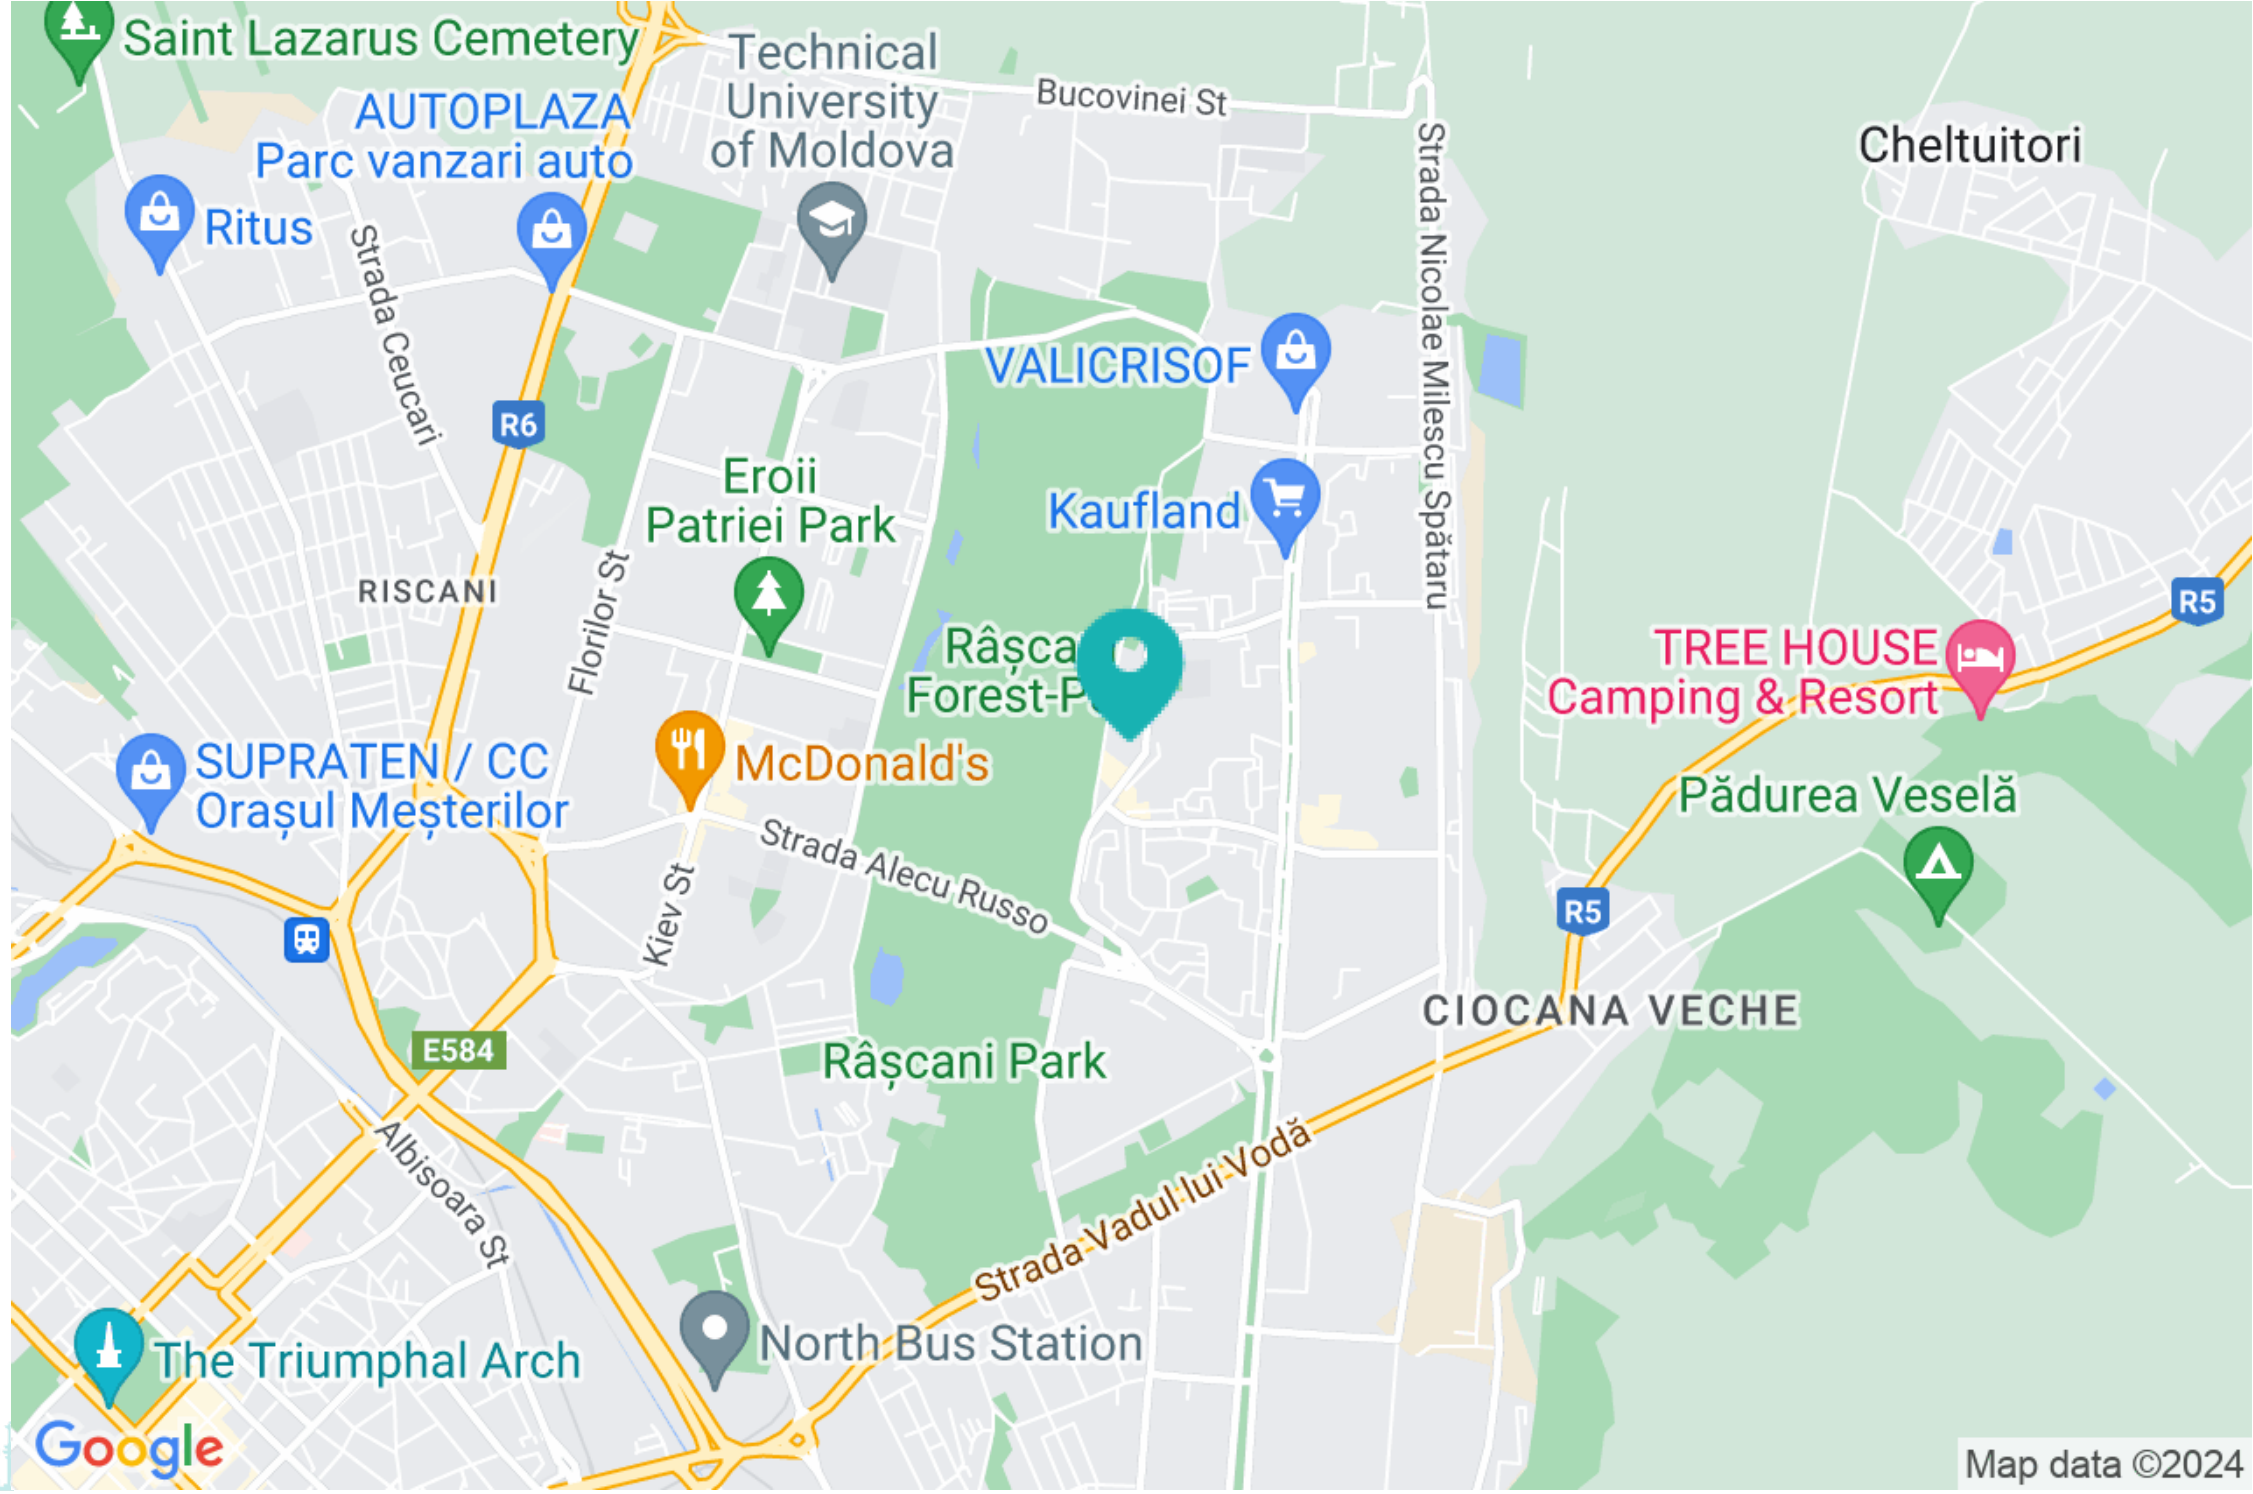 Saint Lazarus Cemetery
Technical
University
of Moldova
Bucovinei St
AUTOPLAZA
Parc vanzari auto
Cheltuitori
Ritus
Strada Ceucari
Strada Nicolae Milescu Spătaru
VALICRISOF
R6
Eroii
Patriei Park
Kaufland
RISCANI
Florilor St
R5
Râșca
Forest-P
TREE HOUSE
Camping & Resort
SUPRATEN / CC
Orașul Meșterilor
McDonald's
Pădurea Veselă
Strada Alecu Russo
Kiev St
R5
CIOCANA VECHE
E584
Râșcani Park
Albisoara St
Strada Vadul lui Vodă
North Bus Station
The Triumphal Arch
Google
Map data ©2024